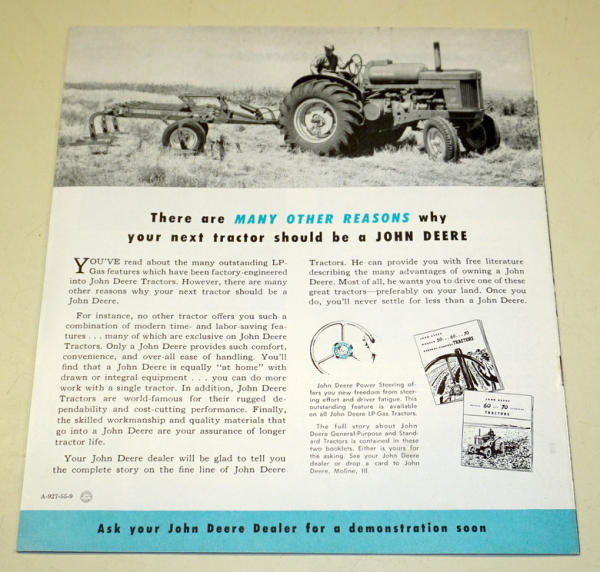 There are MANY OTHER REASONS why
your next tractor should be a JOHN DEERE
YOU'VE read about the many outstanding LP-
Gas features which have been factory-engineered
into John Deere Tractors. However, there are many
other reasons why your next tractor should be a
John Deere.
For instance, no other tractor offers you such a
combination of modern time- and labor-saving fea-
tures . . . many of which are exclusive on John Deere
Tractors. Only a John Deere provides such comfort,
convenience, and over-all ease of handling. You'll
find that a John Deere is equally "at home" with
drawn or integral equipment . . . you can do more
work with a single tractor. In addition, John Deere
Tractors are world-famous for their rugged de-
pendability and cost-cutting performance. Finally,
the skilled workmanship and quality materials that
go into a John Deere are your assurance of longer
tractor life.
Your John Deere dealer will be glad to tell you
the complete story on the fine line of John Deere
Tractors. He can provide you with free literature
describing the many advantages of owning a John
Deere. Most of all, he wants you to drive one of these
great tractors—preferably on your land. Once you
do, you'll never settle for less than a John Deere.
John Deere Power Steering of-
fers you new freedom from steer-
ing effort and driver fatigue. This
outstanding feature is available
on all John Deere LP-Gas Tractors.
The full story about John
Deere General-Purpose and Stand-
ard Tractors is contained in these
two booklets. Either is yours for
the asking. See your John Deere
dealer or drop a card to John
Deere, Moline, Ill.
JOHN DEERE
50...60...70
TRACTORS
JOHN DEERE
60 and 70
TRACTORS
A-927-55-9
Ask your John Deere Dealer for a demonstration soon